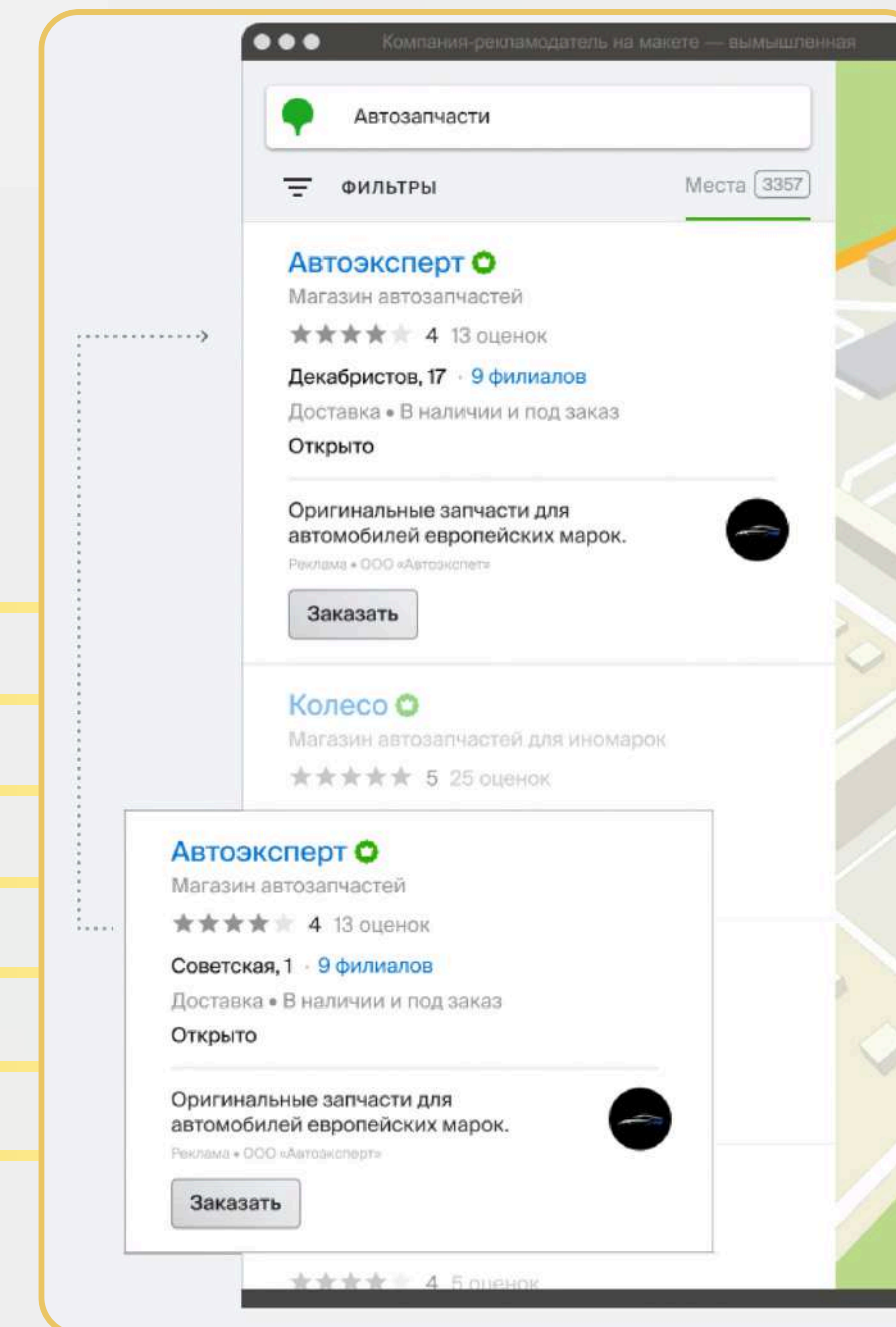 Компания-рекламодатель на макете — вымышленная
Автозапчасти
ФИЛЬТРЫ
Места 3357
Автоэксперт
Магазин автозапчастей
4 13 оценок
Декабристов, 17 · 9 филиалов
Доставка • В наличии и под заказ
Открыто
Оригинальные запчасти для
автомобилей европейских марок.
Реклама • ООО «Автоэкспет»
Заказать
Колесо
Магазин автозапчастей для иномарок
5 25 оценок
Автоэксперт
Магазин автозапчастей
4 13 оценок
Советская, 1 · 9 филиалов
Доставка • В наличии и под заказ
Открыто
Оригинальные запчасти для
автомобилей европейских марок.
Реклама • ООО «Автоэксперт»
Заказать
4 5 оценок